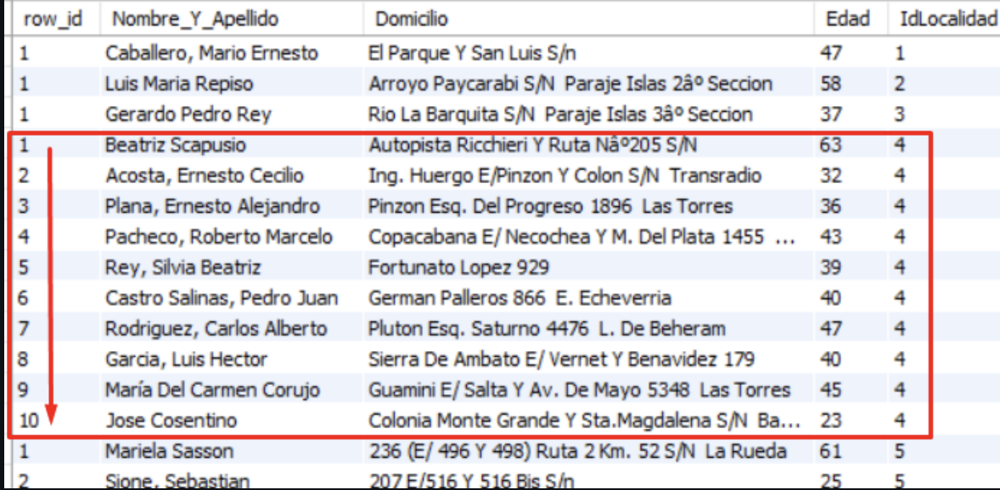 row_id Nombre_Y_Apellido Domicilio Edad IdLocalidad
1 Caballero, Mario Ernesto El Parque Y San Luis S/n 47 1
1 Luis Maria Repiso Arroyo Paycarabi S/N Paraje Islas 2âº Seccion 58 2
1 Gerardo Pedro Rey Rio La Barquita S/N Paraje Islas 3âº Seccion 37 3
1 Beatriz Scapusio Autopista Ricchieri Y Ruta Nâº205 S/N 63 4
2 Acosta, Ernesto Cecilio Ing. Huergo E/Pinzon Y Colon S/N Transradio 32 4
3 Plana, Ernesto Alejandro Pinzon Esq. Del Progreso 1896 Las Torres 36 4
4 Pacheco, Roberto Marcelo Copacabana E/ Necochea Y M. Del Plata 1455 ... 43 4
5 Rey, Silvia Beatriz Fortunato Lopez 929 39 4
6 Castro Salinas, Pedro Juan German Palleros 866 E. Echeverria 40 4
7 Rodriguez, Carlos Alberto Pluton Esq. Saturno 4476 L. De Beheram 47 4
8 Garcia, Luis Hector Sierra De Ambato E/ Vernet Y Benavidez 179 40 4
9 María Del Carmen Corujo Guamini E/ Salta Y Av. De Mayo 5348 Las Torres 45 4
10 Jose Cosentino Colonia Monte Grande Y Sta.Magdalena S/N Ba... 23 4
1 Mariela Sasson 236 (E/ 496 Y 498) Ruta 2 Km. 52 S/N La Rueda 61 5
2 Sione, Sebastian 207 E/516 Y 516 Bis S/n 25 5